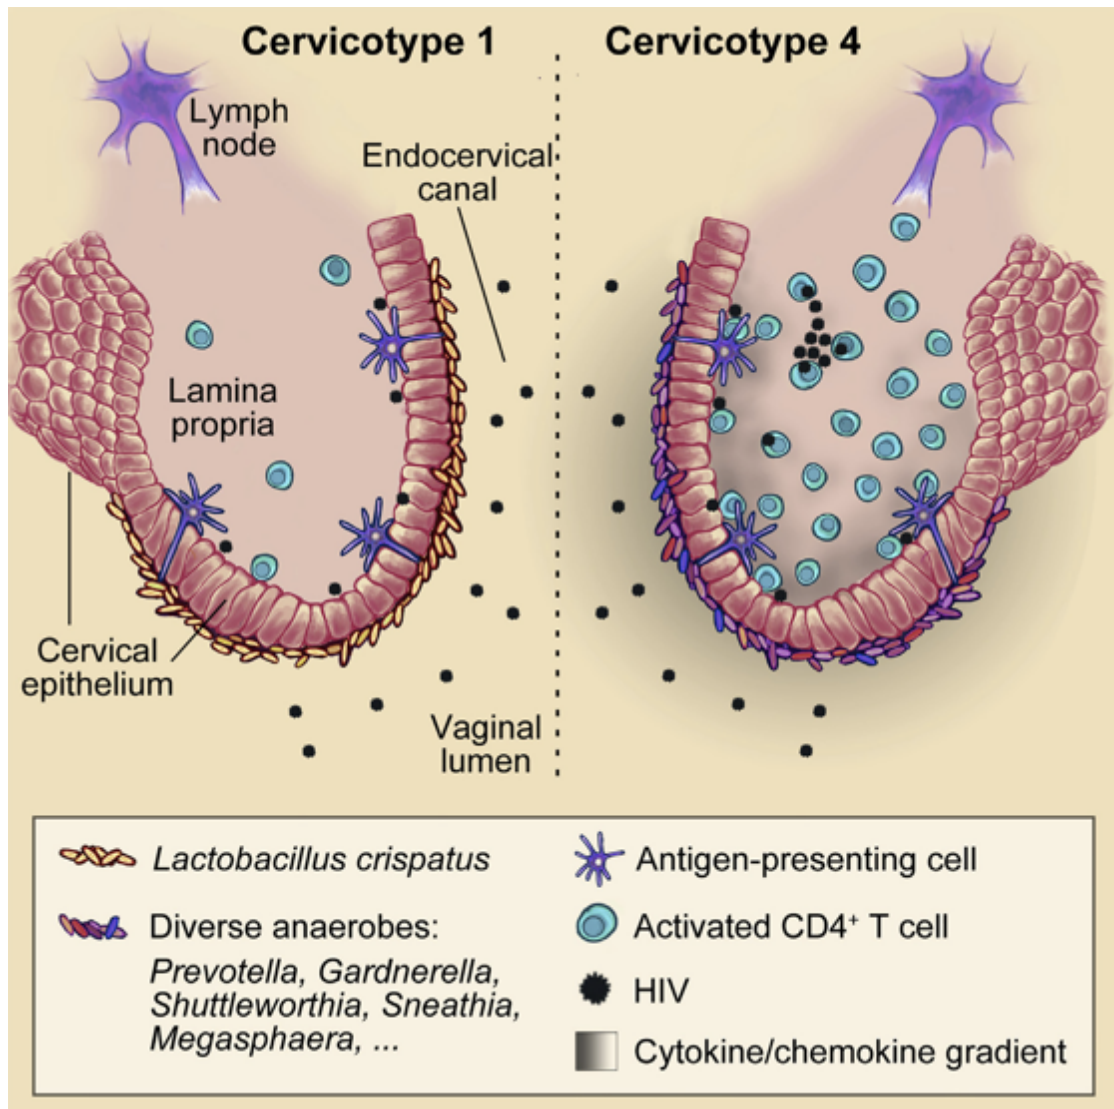 Cervicotype 1
Cervicotype 4
Lymph
node
Endocervical
canal
Lamina
propria
Cervical
epithelium
Vaginal
lumen
Lactobacillus crispatus
Diverse anaerobes:
Prevotella, Gardnerella,
Shuttleworthia, Sneathia,
Megasphaera, ...
Antigen-presenting cell
Activated CD4⁺ T cell
HIV
Cytokine/chemokine gradient